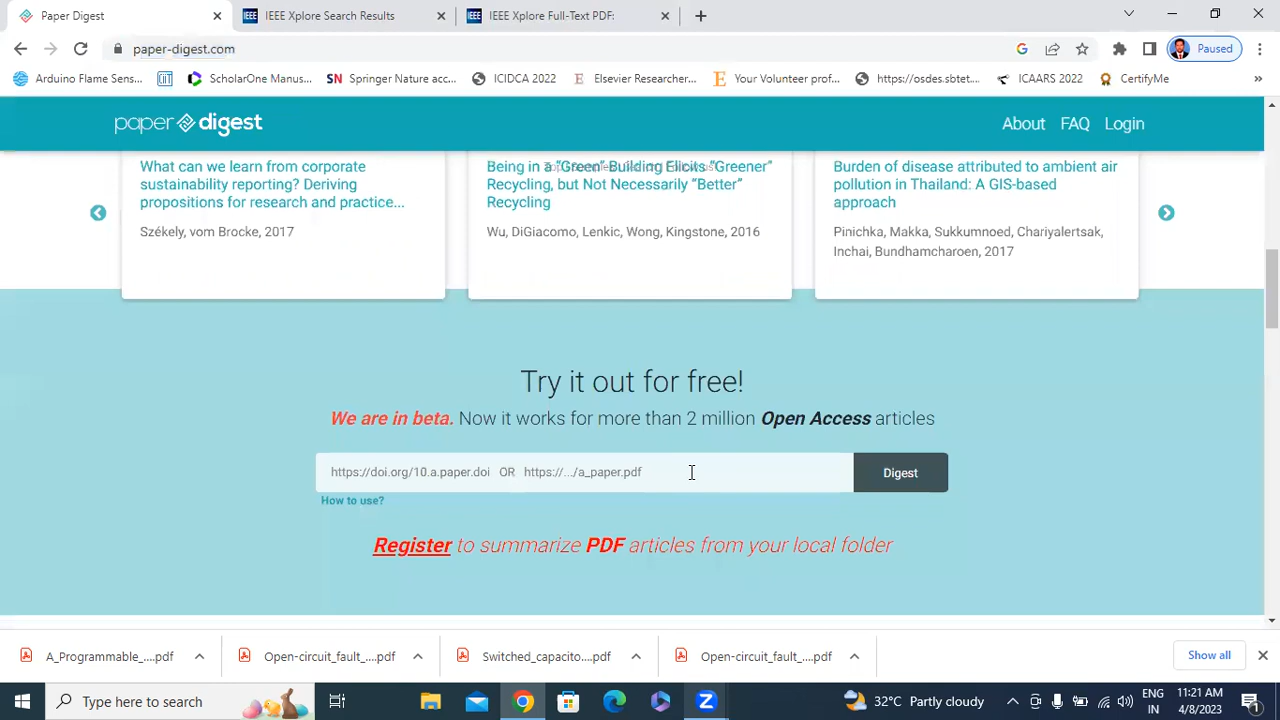 Paper Digest
IEEE Xplore Search Results
IEEE Xplore Full-Text PDF:
paper-digest.com
Paused
Arduino Flame Sens...
ScholarOne Manus...
SN Springer Nature acc...
ICIDCA 2022
E Elsevier Researcher...
E Your Volunteer prof...
https://osdes.sbtet...
ICAARS 2022
CertifyMe
»
paper digest
About
FAQ
Login
What can we learn from corporate
sustainability reporting? Deriving
propositions for research and practice...
Székely, vom Brocke, 2017
Being in a “Green” Building Elicits “Greener”
Recycling, but Not Necessarily “Better”
Recycling
Wu, DiGiacomo, Lenkic, Wong, Kingstone, 2016
Burden of disease attributed to ambient air
pollution in Thailand: A GIS-based
approach
Pinichka, Makka, Sukkumnoed, Chariyalertsak,
Inchai, Bundhamcharoen, 2017
Try it out for free!
We are in beta. Now it works for more than 2 million Open Access articles
https://doi.org/10.a.paper.doi OR https://.../a_paper.pdf
Digest
How to use?
Register to summarize PDF articles from your local folder
A_Programmable_....pdf
Open-circuit_fault_....pdf
Switched_capacito....pdf
Open-circuit_fault_....pdf
Show all
Type here to search
32°C Partly cloudy
ENG
IN
11:21 AM
4/8/2023
1